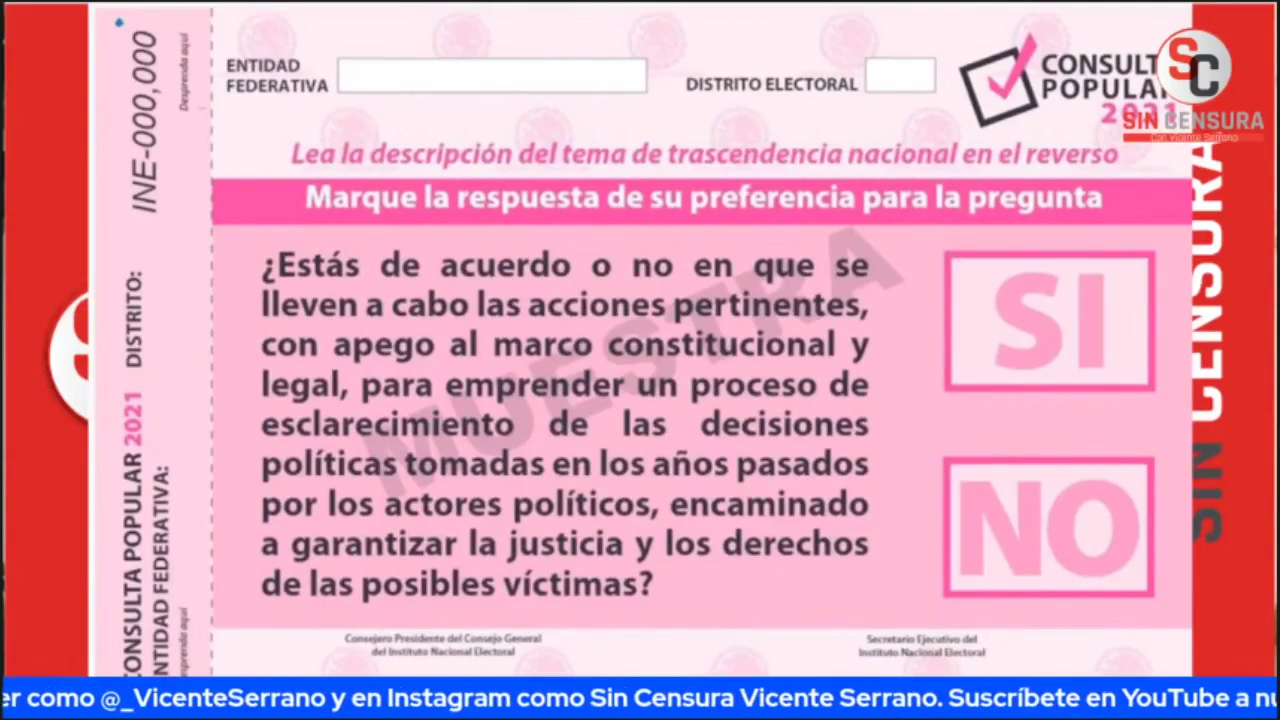 ENTIDAD
FEDERATIVA
DISTRITO ELECTORAL
CONSULT
POPULAR
2021
SC
SIN CENSURA
Con Vicente Serrano
Lea la descripción del tema de trascendencia nacional en el reverso
Marque la respuesta de su preferencia para la pregunta
¿Estás de acuerdo o no en que se
lleven a cabo las acciones pertinentes,
con apego al marco constitucional y
legal, para emprender un proceso de
esclarecimiento de las decisiones
políticas tomadas en los años pasados
por los actores políticos, encaminado
a garantizar la justicia y los derechos
de las posibles víctimas?
MUESTRA
SI
NO
Consejero Presidente del Consejo General
del Instituto Nacional Electoral
Secretario Ejecutivo del
Instituto Nacional Electoral
INE-000,000
Desprenda aquí
DISTRITO:
CONSULTA POPULAR 2021
ENTIDAD FEDERATIVA:
sprenda aquí
SIN CENSURA
er como @_VicenteSerrano y en Instagram como Sin Censura Vicente Serrano. Suscríbete en YouTube a nu